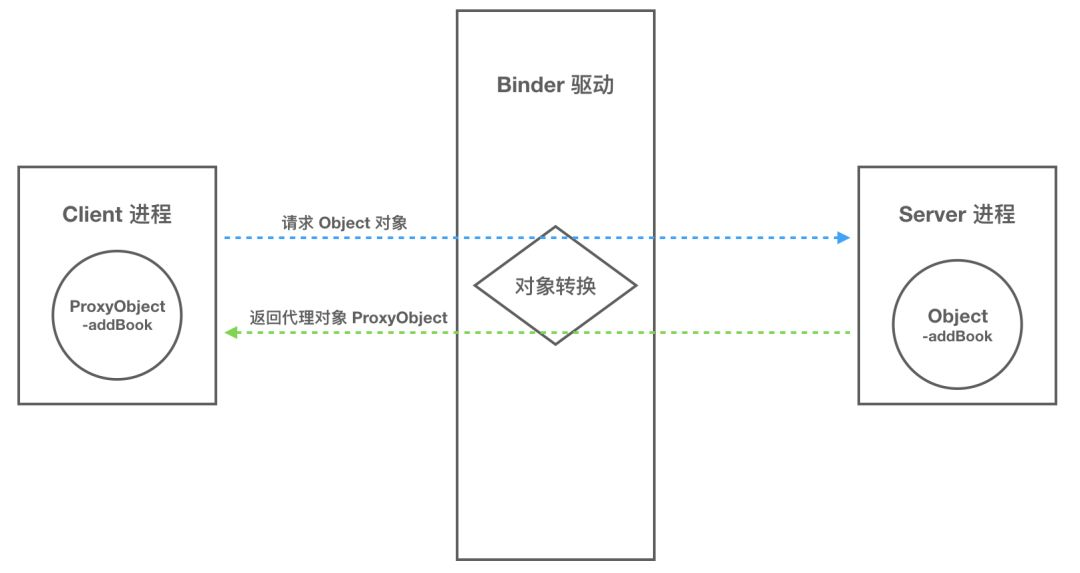 Binder 驱动
Client 进程
Server 进程
请求 Object 对象
对象转换
ProxyObject
-addBook
返回代理对象 ProxyObject
Object
-addBook